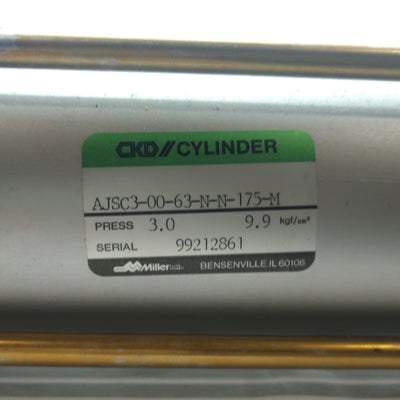 CKD// CYLINDER
AJSC3-00-63-N-N-175-M
PRESS 3.0 9.9 kgf/cm²
SERIAL 99212861
Miller BENSENVILLE, IL 60106